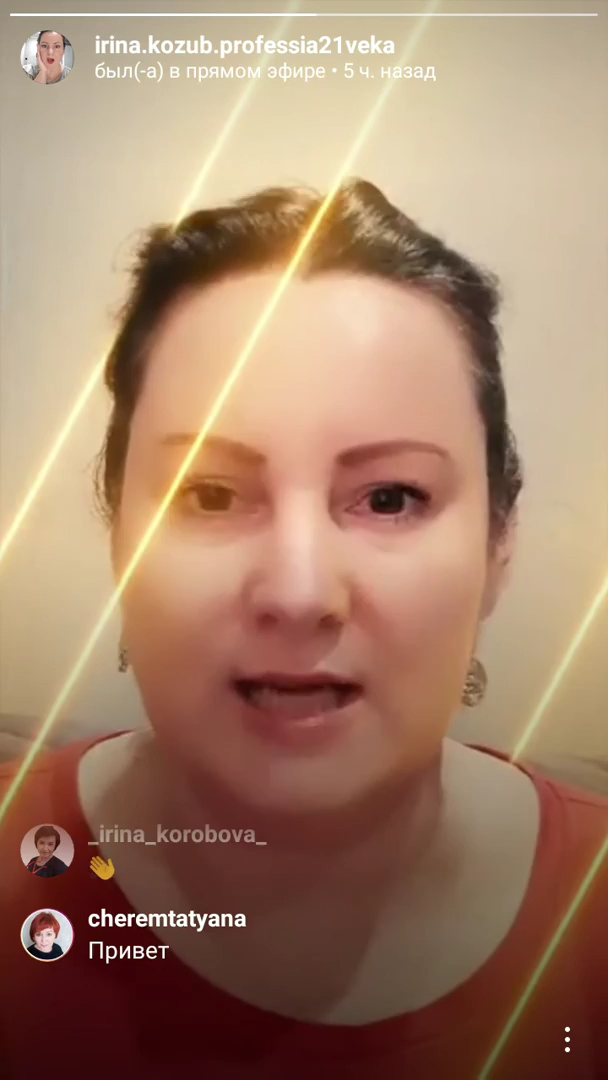 irina.kozub.professia21veka
был(-а) в прямом эфире • 5 ч. назад
_irina_korobova_
👋
cheremtatyana
Привет